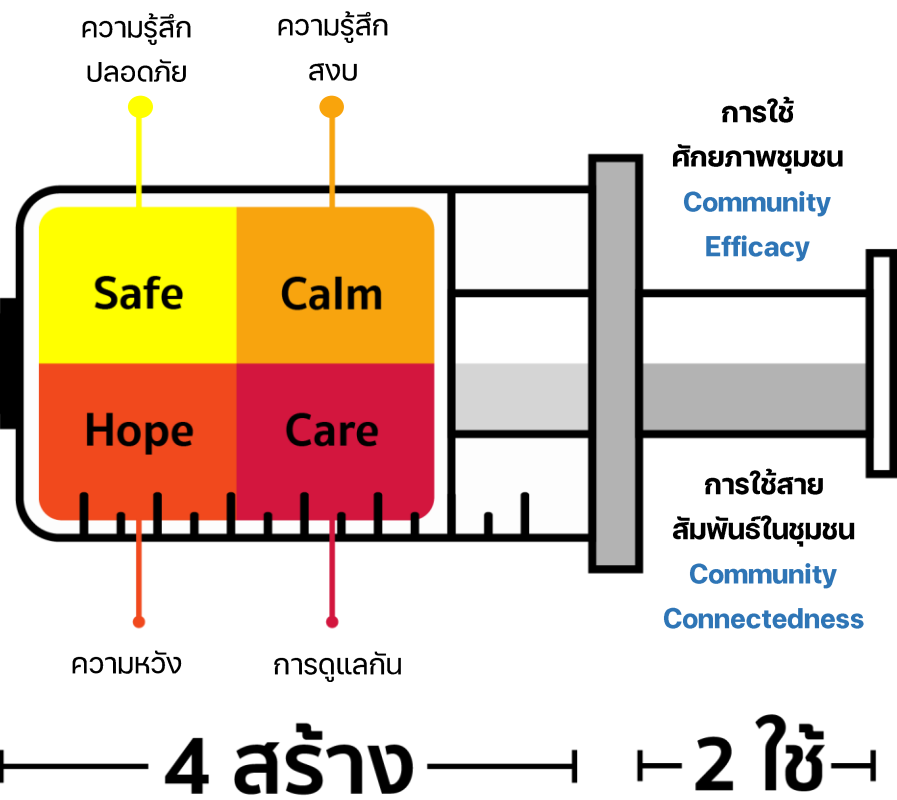 ความรู้สึก
ปลอดภัย
ความรู้สึก
สงบ
การใช้
ศักยภาพชุมชน
Community
Efficacy
Safe
Calm
Hope
Care
การใช้สาย
สัมพันธ์ในชุมชน
Community
Connectedness
ความหวัง
การดูแลกัน
4 สร้าง
2 ใช้